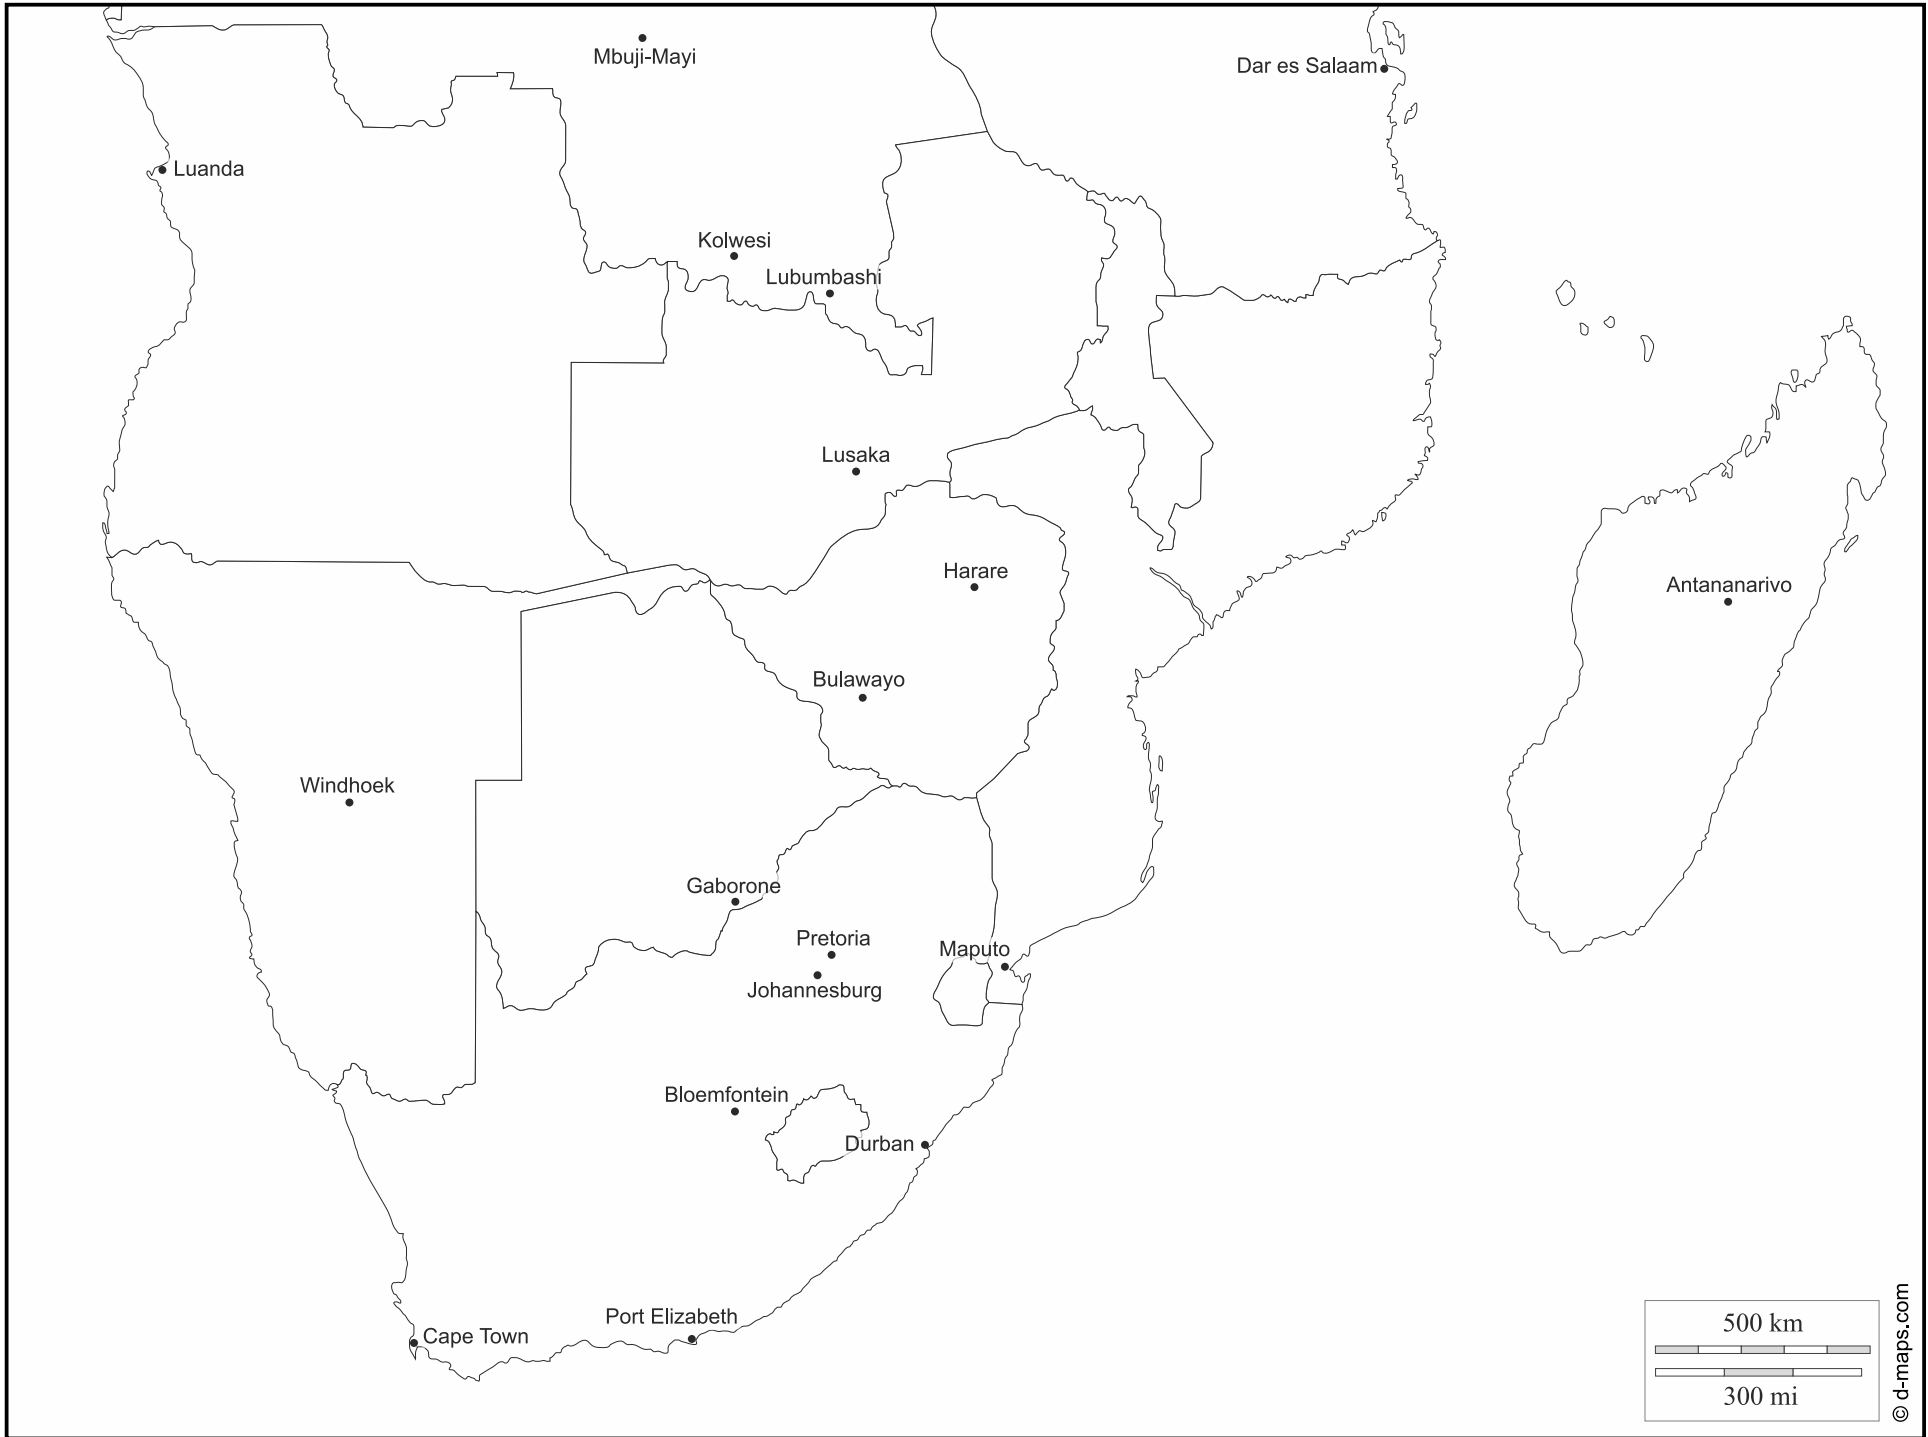 Mbuji-Mayi
Dar es Salaam
Luanda
Kolwesi
Lubumbashi
Lusaka
Harare
Antananarivo
Bulawayo
Windhoek
Gaborone
Pretoria
Maputo
Johannesburg
Bloemfontein
Durban
Port Elizabeth
Cape Town
500 km
300 mi
© d-maps.com